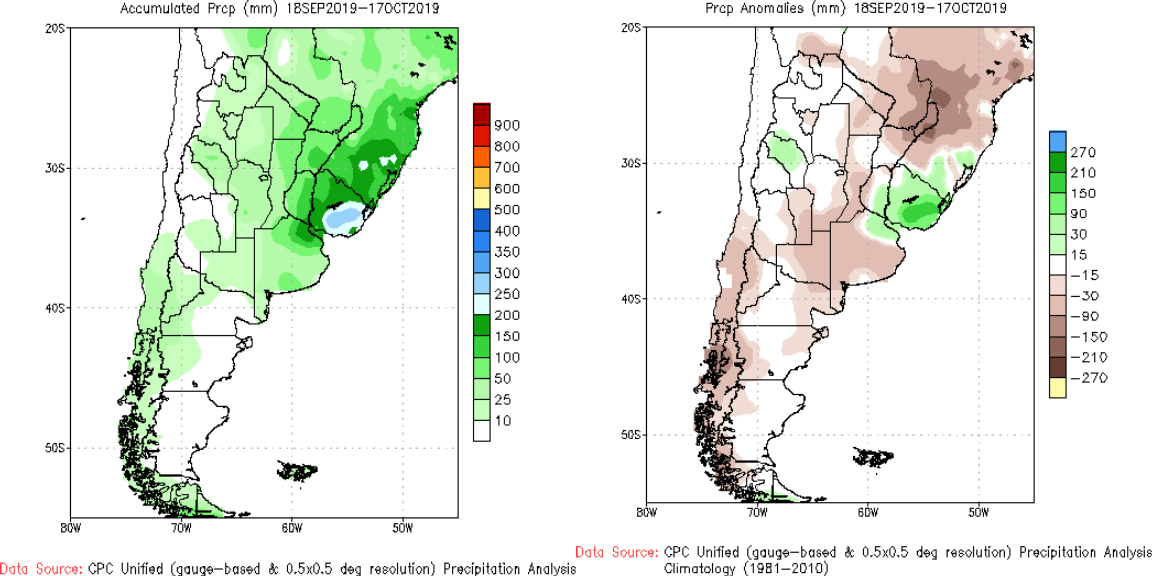 Accumulated Prcp (mm) 18SEP2019-17OCT2019
20S
30S
40S
50S
80W
70W
60W
50W
900
800
700
600
500
400
350
300
250
200
150
100
50
25
10
Data Source: CPC Unified (gauge-based & 0.5x0.5 deg resolution) Precipitation Analysis
Prcp Anomalies (mm) 18SEP2019-17OCT2019
20S
30S
40S
50S
80W
70W
60W
50W
270
210
150
90
30
15
-15
-30
-90
-150
-210
-270
Data Source: CPC Unified (gauge-based & 0.5x0.5 deg resolution) Precipitation Analysis
Climatology (1981-2010)